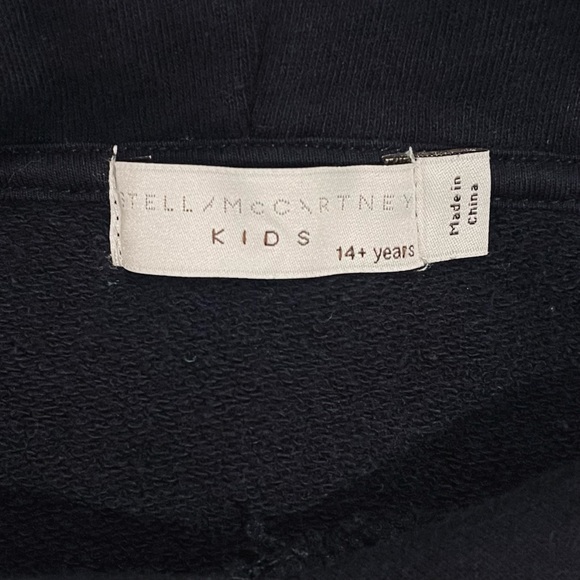 STELLA McCARTNEY
KIDS
14+ years
Made in
China